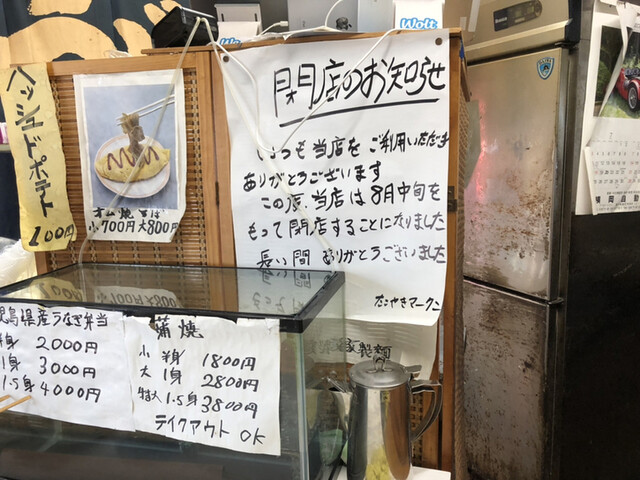 Wolt
Wolt
ハッシュドポテト
100円
オム焼そば
小700円 大800円
閉店のお知らせ
いつも当店をご利用いただき
ありがとうございます
この度、当店は8月中旬を
もって閉店することになりました
長い間 ありがとうございました
たこやきマークン
児島県産うなぎ弁当
2000円
1身 3000円
1.5身 4000円
蒲焼
小 半身 1800円
大 1身 2800円
特大 1.5身 3800円
テイクアウト OK
製麺